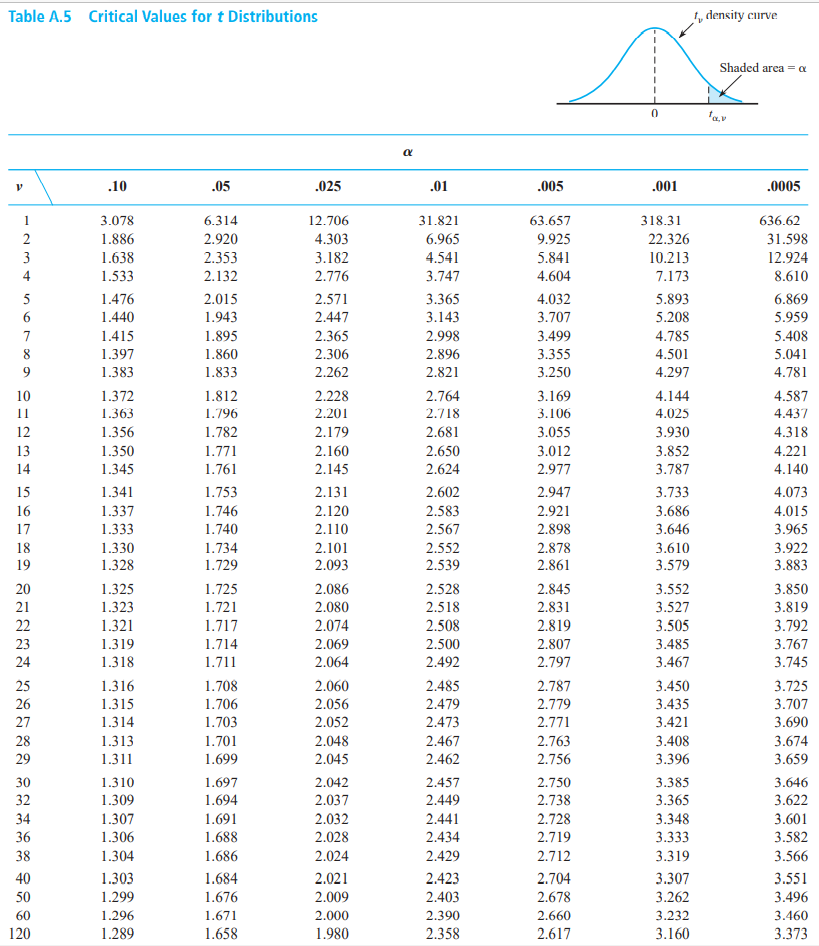 Table A.5 Critical Values for t Distributions
tν density curve
Shaded area = α
0
tα,ν
α
ν .10 .05 .025 .01 .005 .001 .0005
1 3.078 6.314 12.706 31.821 63.657 318.31 636.62
2 1.886 2.920 4.303 6.965 9.925 22.326 31.598
3 1.638 2.353 3.182 4.541 5.841 10.213 12.924
4 1.533 2.132 2.776 3.747 4.604 7.173 8.610
5 1.476 2.015 2.571 3.365 4.032 5.893 6.869
6 1.440 1.943 2.447 3.143 3.707 5.208 5.959
7 1.415 1.895 2.365 2.998 3.499 4.785 5.408
8 1.397 1.860 2.306 2.896 3.355 4.501 5.041
9 1.383 1.833 2.262 2.821 3.250 4.297 4.781
10 1.372 1.812 2.228 2.764 3.169 4.144 4.587
11 1.363 1.796 2.201 2.718 3.106 4.025 4.437
12 1.356 1.782 2.179 2.681 3.055 3.930 4.318
13 1.350 1.771 2.160 2.650 3.012 3.852 4.221
14 1.345 1.761 2.145 2.624 2.977 3.787 4.140
15 1.341 1.753 2.131 2.602 2.947 3.733 4.073
16 1.337 1.746 2.120 2.583 2.921 3.686 4.015
17 1.333 1.740 2.110 2.567 2.898 3.646 3.965
18 1.330 1.734 2.101 2.552 2.878 3.610 3.922
19 1.328 1.729 2.093 2.539 2.861 3.579 3.883
20 1.325 1.725 2.086 2.528 2.845 3.552 3.850
21 1.323 1.721 2.080 2.518 2.831 3.527 3.819
22 1.321 1.717 2.074 2.508 2.819 3.505 3.792
23 1.319 1.714 2.069 2.500 2.807 3.485 3.767
24 1.318 1.711 2.064 2.492 2.797 3.467 3.745
25 1.316 1.708 2.060 2.485 2.787 3.450 3.725
26 1.315 1.706 2.056 2.479 2.779 3.435 3.707
27 1.314 1.703 2.052 2.473 2.771 3.421 3.690
28 1.313 1.701 2.048 2.467 2.763 3.408 3.674
29 1.311 1.699 2.045 2.462 2.756 3.396 3.659
30 1.310 1.697 2.042 2.457 2.750 3.385 3.646
32 1.309 1.694 2.037 2.449 2.738 3.365 3.622
34 1.307 1.691 2.032 2.441 2.728 3.348 3.601
36 1.306 1.688 2.028 2.434 2.719 3.333 3.582
38 1.304 1.686 2.024 2.429 2.712 3.319 3.566
40 1.303 1.684 2.021 2.423 2.704 3.307 3.551
50 1.299 1.676 2.009 2.403 2.678 3.262 3.496
60 1.296 1.671 2.000 2.390 2.660 3.232 3.460
120 1.289 1.658 1.980 2.358 2.617 3.160 3.373